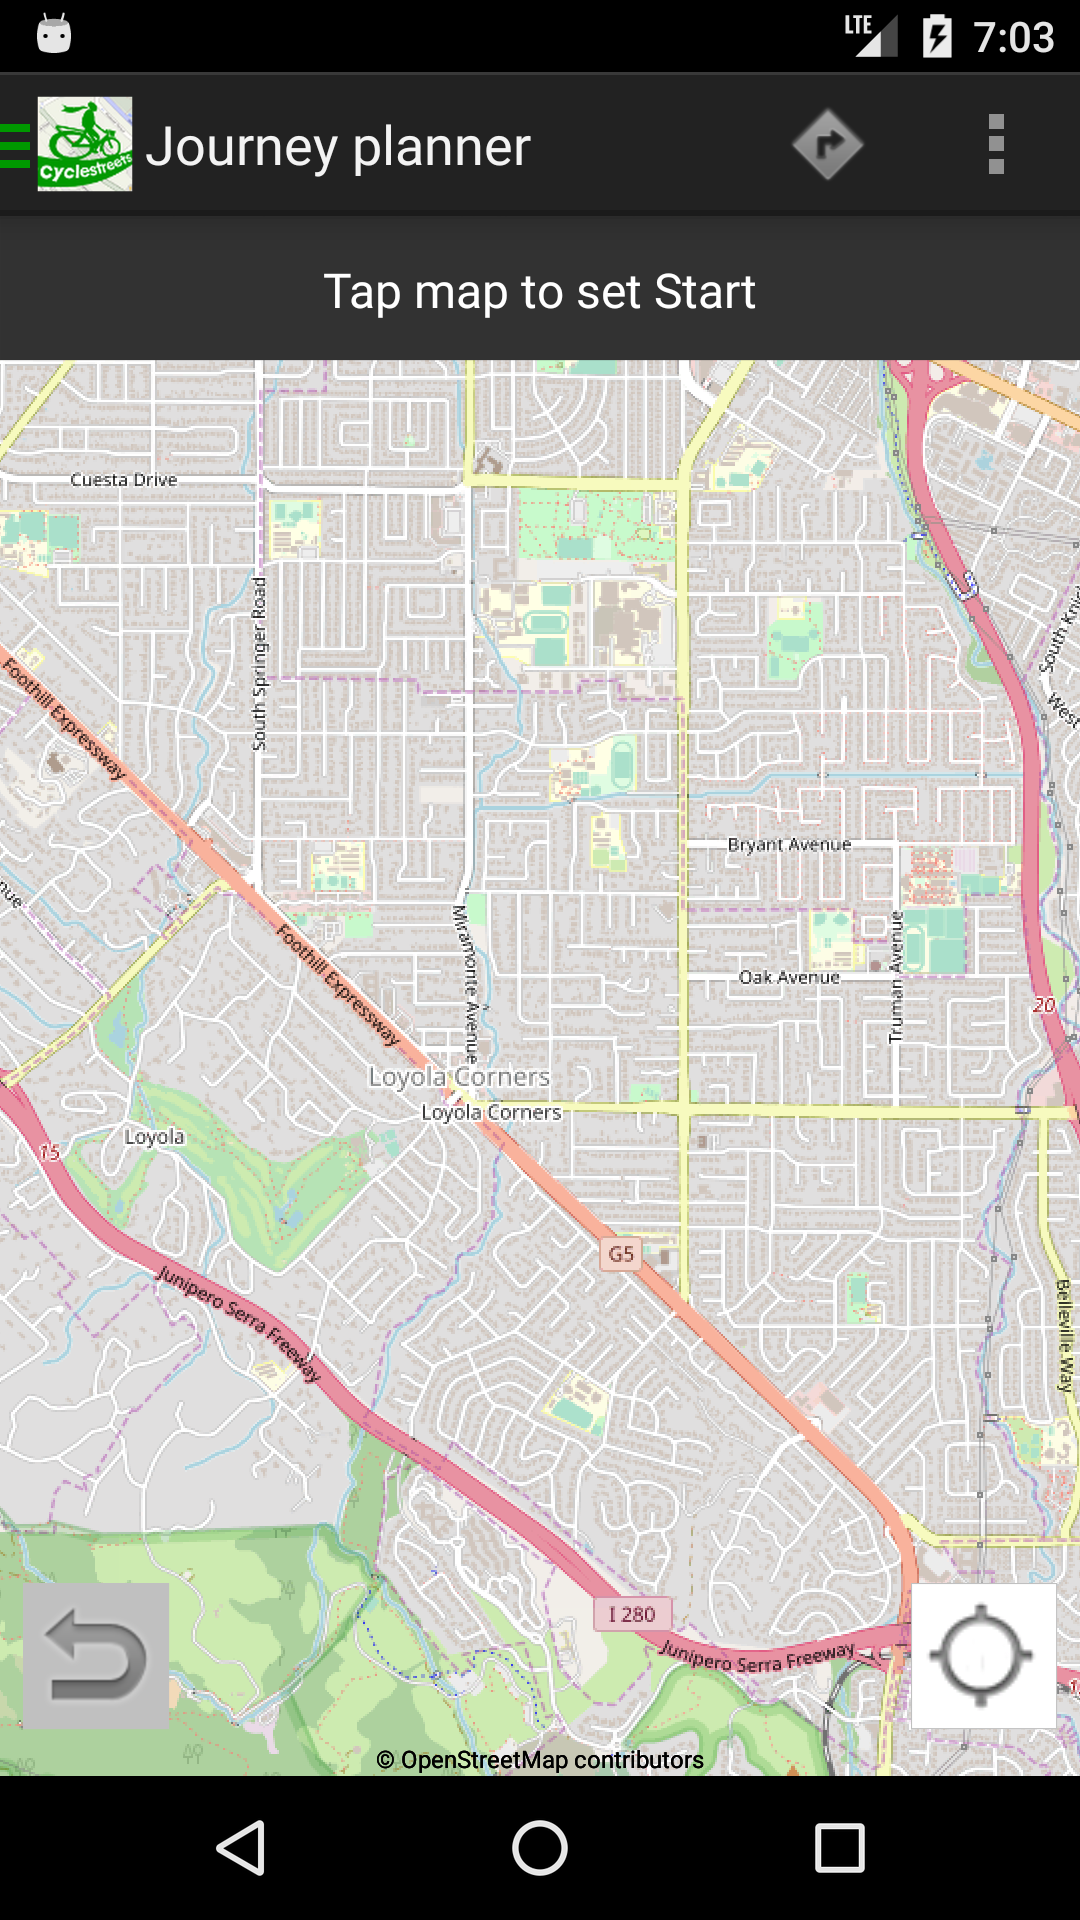 LTE
7:03
cyclestreets
Journey planner
Tap map to set Start
Cuesta Drive
South Springer Road
Foothill Expressway
West
Bryant Avenue
nue
Miramonte Avenue
Foothill Expressway
Truman Avenue
Oak Avenue
20
Loyola Corners
Loyola Corners
Loyola
15
G5
Junipero Serra Freeway
Belleville Way
I 280
Junipero Serra Freeway
© OpenStreetMap contributors